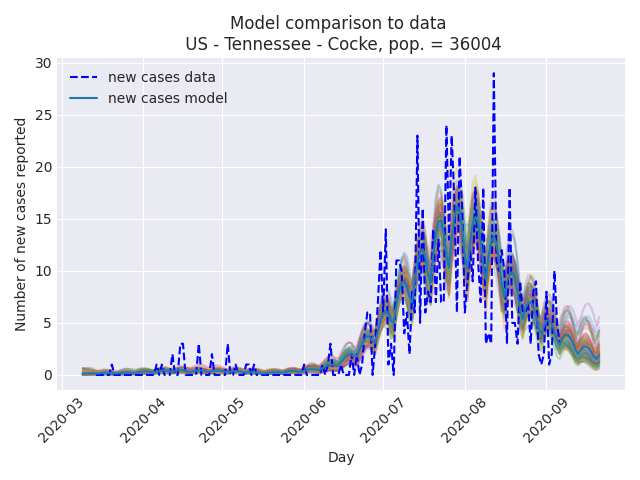 Model comparison to data
US - Tennessee - Cocke, pop. = 36004
new cases data
new cases model
Number of new cases reported
30
25
20
15
10
5
0
2020-03
2020-04
2020-05
2020-06
2020-07
2020-08
2020-09
Day